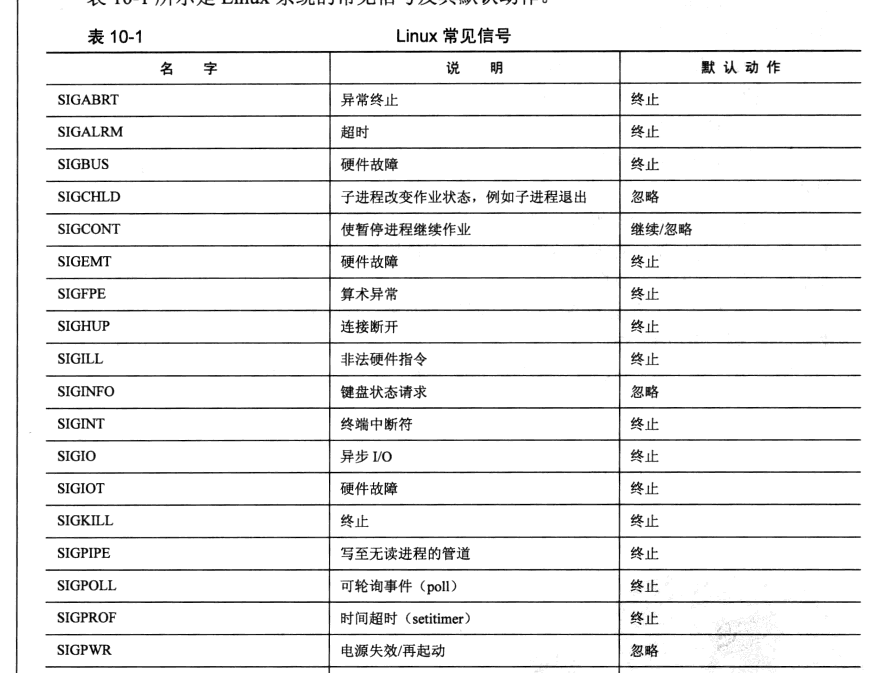 表 10-1 所示是 Linux 系统的常见信号及其默认动作。
表 10-1 Linux 常见信号
名 字 说 明 默 认 动 作
SIGABRT 异常终止 终止
SIGALRM 超时 终止
SIGBUS 硬件故障 终止
SIGCHLD 子进程改变作业状态，例如子进程退出 忽略
SIGCONT 使暂停进程继续作业 继续/忽略
SIGEMT 硬件故障 终止
SIGFPE 算术异常 终止
SIGHUP 连接断开 终止
SIGILL 非法硬件指令 终止
SIGINFO 键盘状态请求 忽略
SIGINT 终端中断符 终止
SIGIO 异步 I/O 终止
SIGIOT 硬件故障 终止
SIGKILL 终止 终止
SIGPIPE 写至无读进程的管道 终止
SIGPOLL 可轮询事件（poll） 终止
SIGPROF 时间超时（setitimer） 终止
SIGPWR 电源失效/再起动 忽略